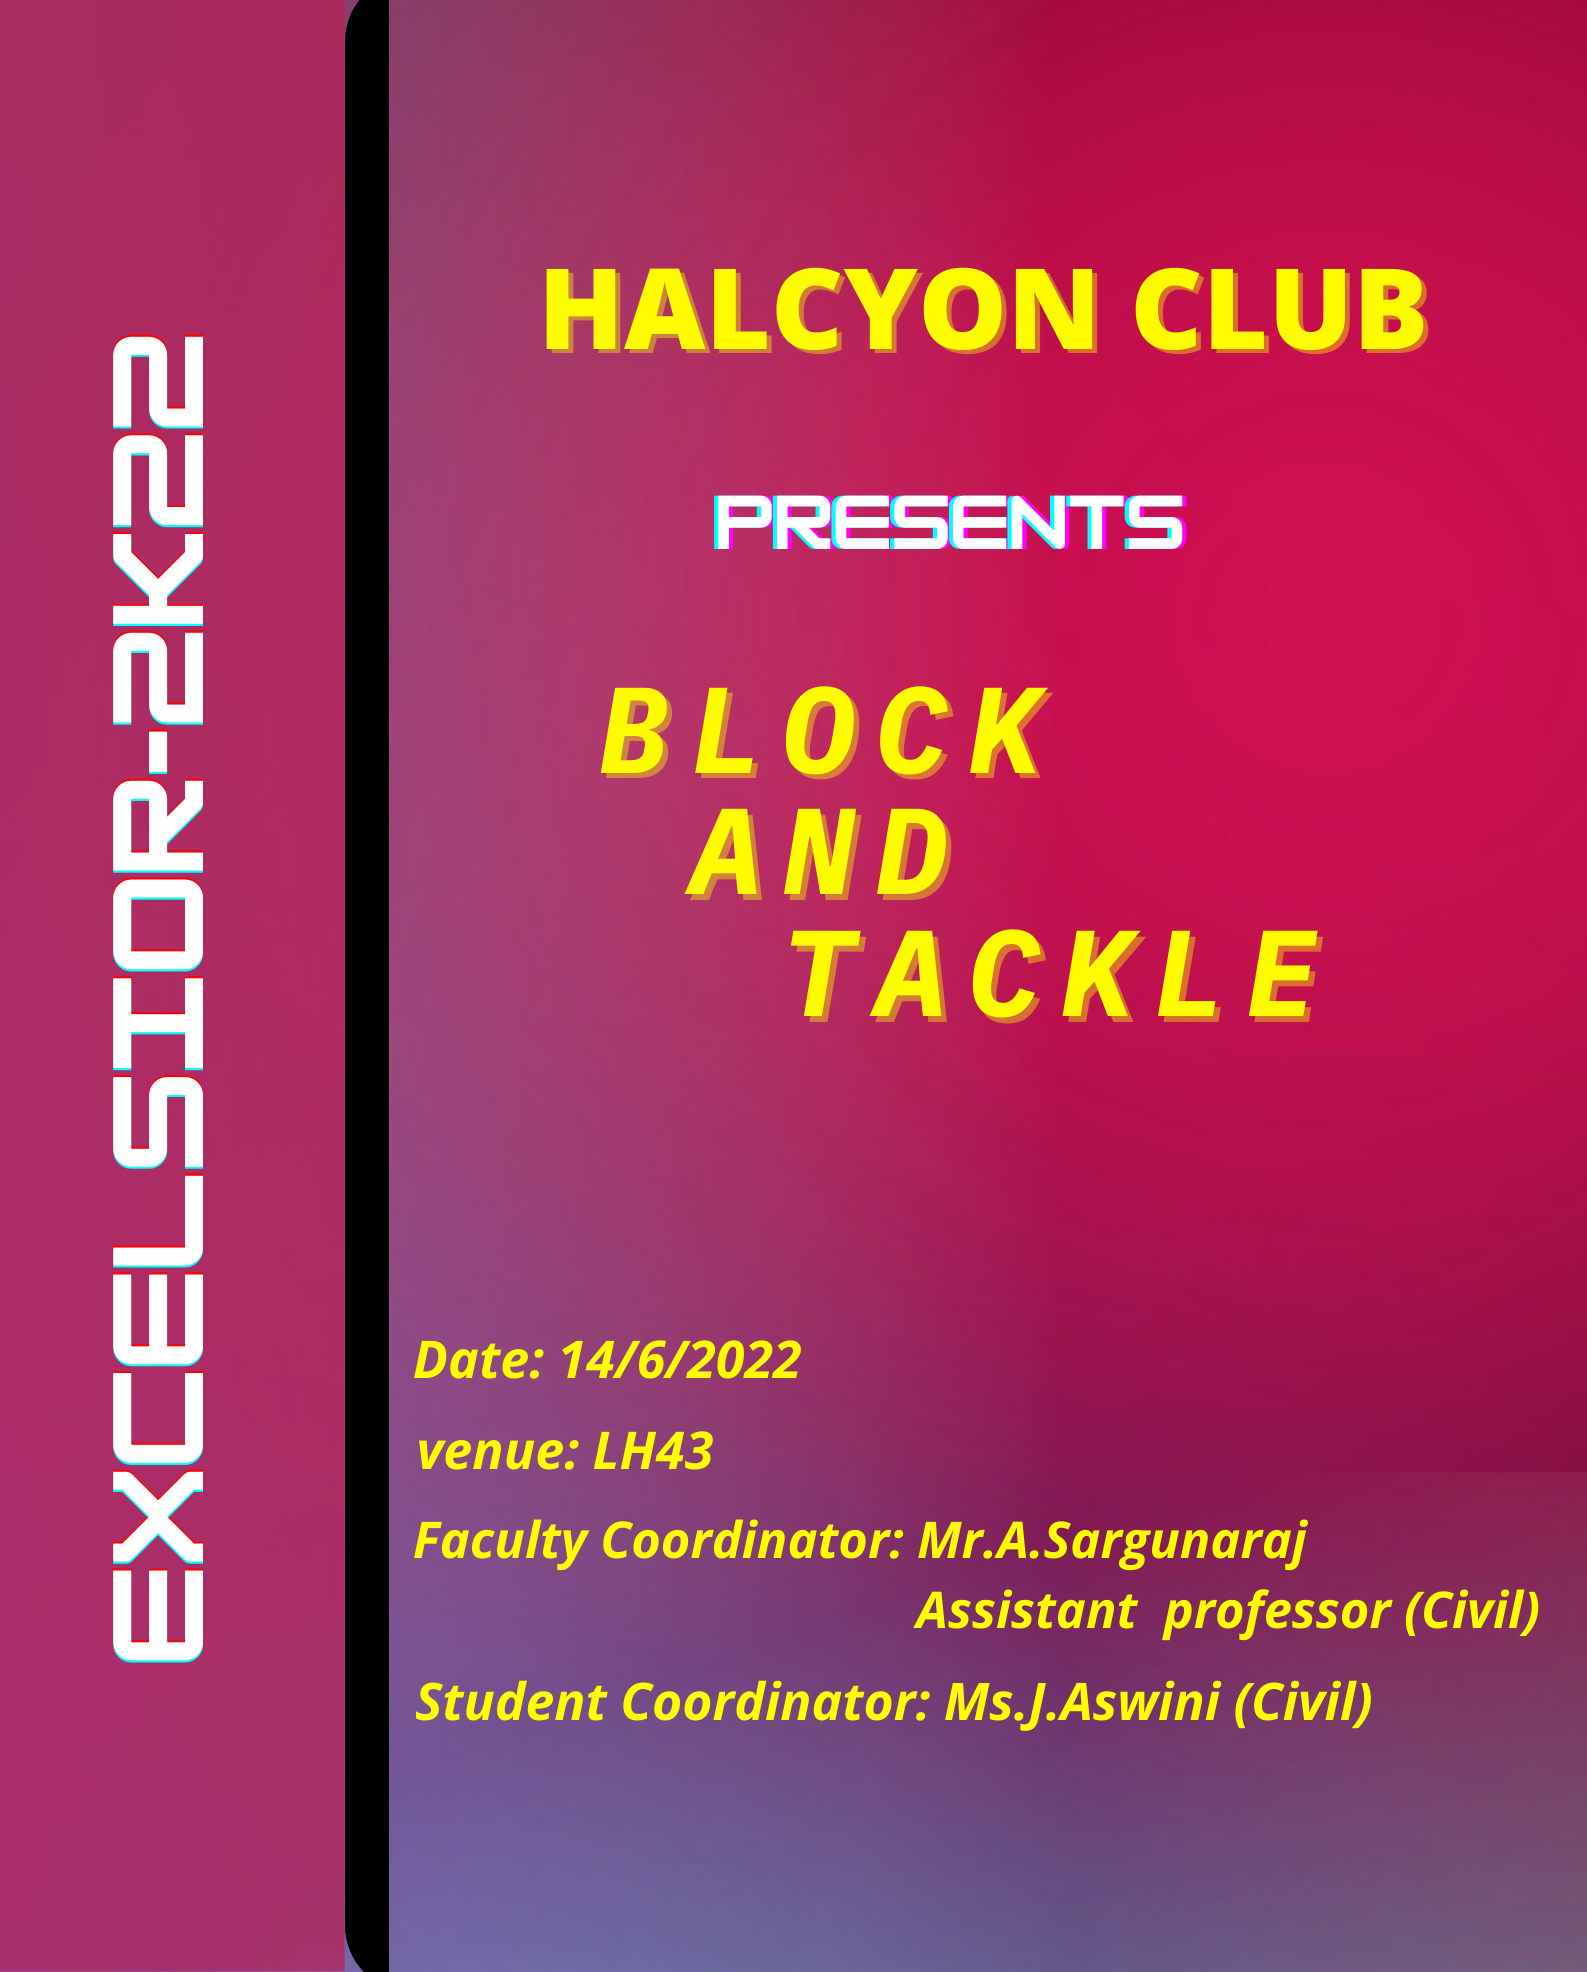 EXCELSIOR-2K22
HALCYON CLUB
PRESENTS
BLOCK
AND
TACKLE
Date: 14/6/2022
venue: LH43
Faculty Coordinator: Mr.A.Sargunaraj
Assistant professor (Civil)
Student Coordinator: Ms.J.Aswini (Civil)